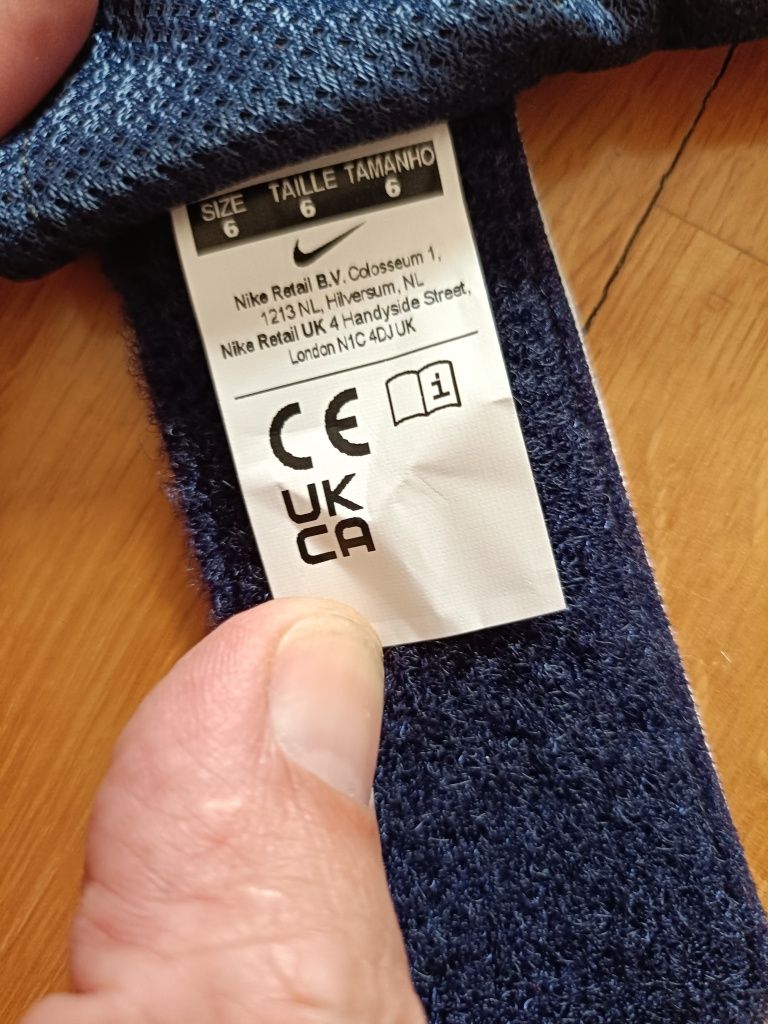 SIZE TAILLE TAMANHO
6 6 6
Nike Retail B.V. Colosseum 1,
1213 NL, Hilversum, NL
Nike Retail UK 4 Handyside Street,
London N1C 4DJ UK
CE
i
UK
CA